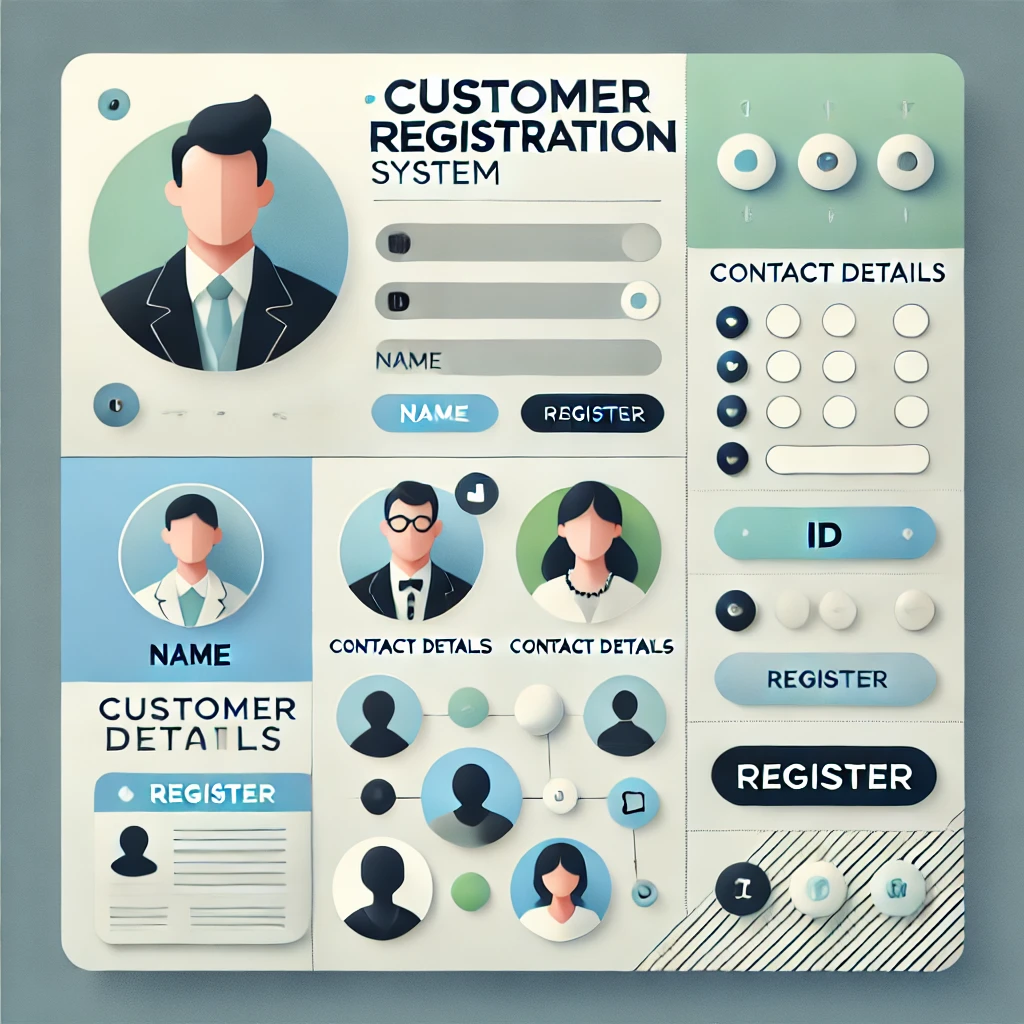 CUSTOMER
REGISTRATION
SYSTEM
NAME
NAME
REGISTER
CONTACT DETAILS
ID
REGISTER
REGISTER
NAME
CONTACT DETALS
CONTACT DETALS
CUSTOMER
DETAILS
REGISTER